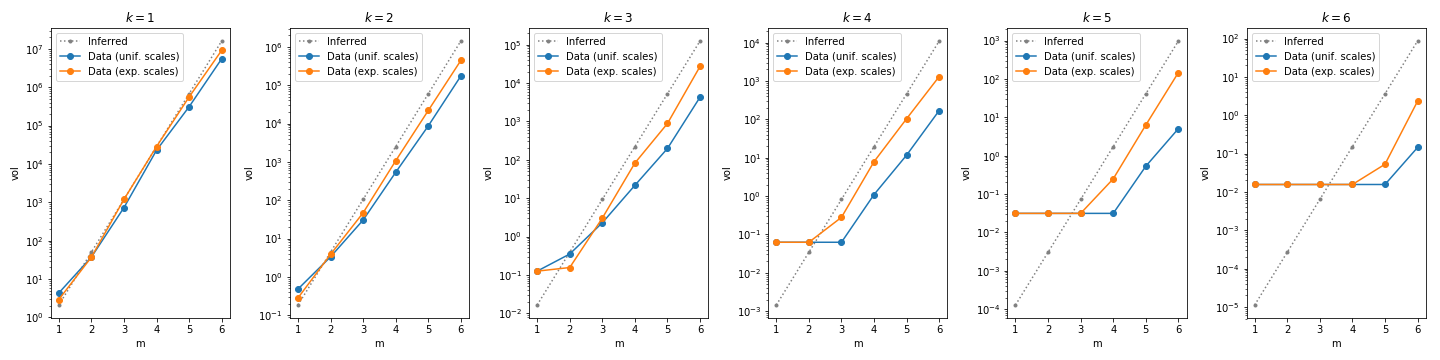 k = 1
Inferred
Data (unif. scales)
Data (exp. scales)
10^7
10^6
10^5
10^4
10^3
10^2
10^1
10^0
vol
1 2 3 4 5 6
m
k = 2
Inferred
Data (unif. scales)
Data (exp. scales)
10^6
10^5
10^4
10^3
10^2
10^1
10^0
10^-1
vol
1 2 3 4 5 6
m
k = 3
Inferred
Data (unif. scales)
Data (exp. scales)
10^5
10^4
10^3
10^2
10^1
10^0
10^-1
10^-2
vol
1 2 3 4 5 6
m
k = 4
Inferred
Data (unif. scales)
Data (exp. scales)
10^4
10^3
10^2
10^1
10^0
10^-1
10^-2
10^-3
vol
1 2 3 4 5 6
m
k = 5
Inferred
Data (unif. scales)
Data (exp. scales)
10^3
10^2
10^1
10^0
10^-1
10^-2
10^-3
10^-4
vol
1 2 3 4 5 6
m
k = 6
Inferred
Data (unif. scales)
Data (exp. scales)
10^2
10^1
10^0
10^-1
10^-2
10^-3
10^-4
10^-5
vol
1 2 3 4 5 6
m